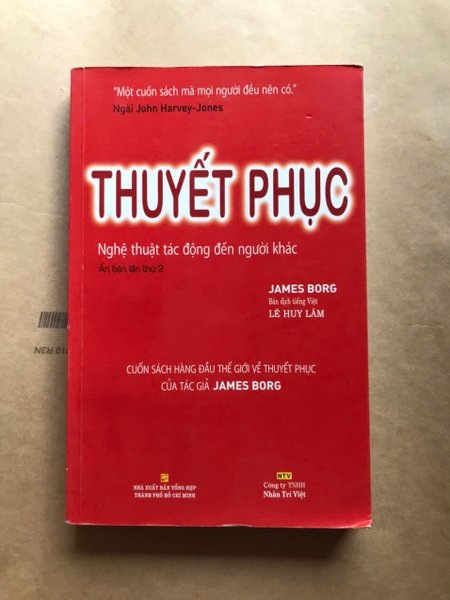 “Một cuốn sách mà mọi người đều nên có.”
Ngài John Harvey-Jones
THUYẾT PHỤC
Nghệ thuật tác động đến người khác
Ấn bản lần thứ 2
JAMES BORG
Bản dịch tiếng Việt
LÊ HUY LÂM
CUỐN SÁCH HÀNG ĐẦU THẾ GIỚI VỀ THUYẾT PHỤC
CỦA TÁC GIẢ JAMES BORG
NHÀ XUẤT BẢN TỔNG HỢP
THÀNH PHỐ HỒ CHÍ MINH
NTV
Công ty TNHH
Nhân Trí Việt